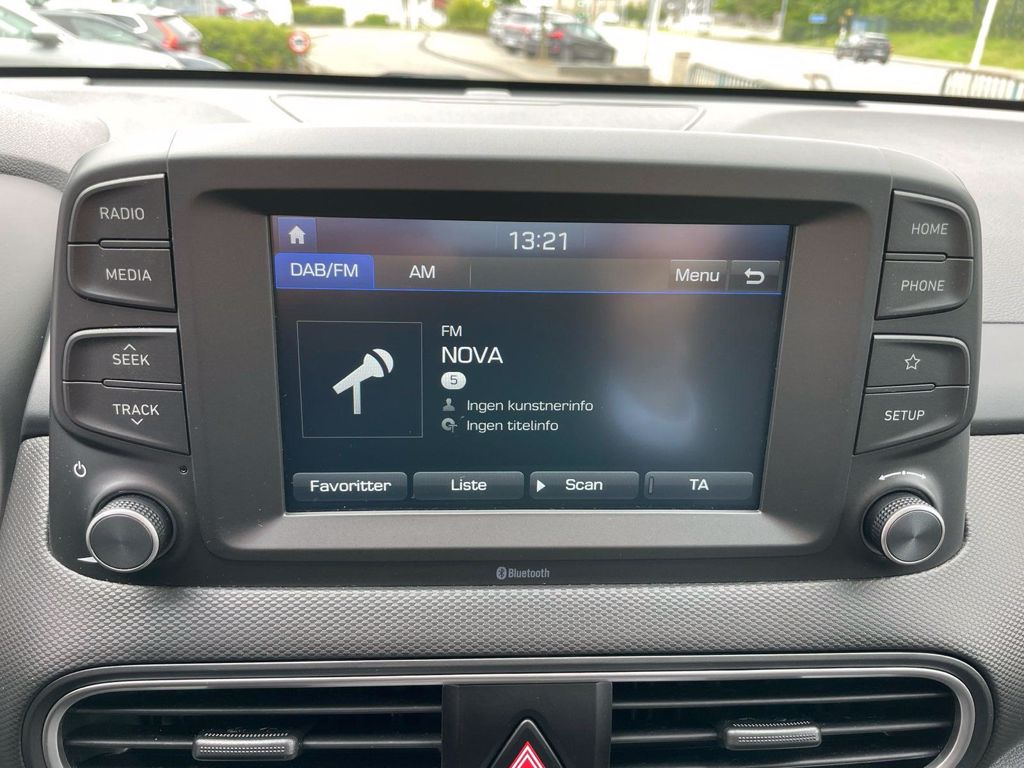 RADIO
MEDIA
SEEK
TRACK
13:21
DAB/FM AM Menu
FM
NOVA
5
Ingen kunstnerinfo
Ingen titelinfo
Favoritter Liste Scan TA
HOME
PHONE
SETUP
Bluetooth